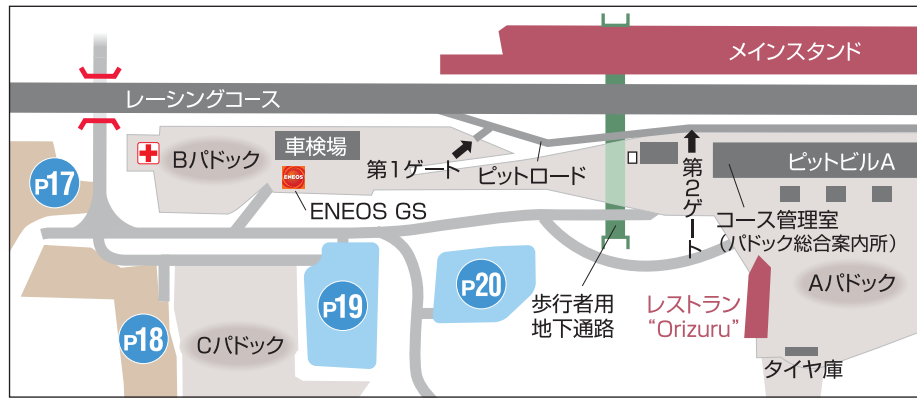 メインスタンド
レーシングコース
車検場
Bパドック
第1ゲート
ピットロード
第2ゲート
ピットビルA
P17
ENEOS
ENEOS GS
コース管理室
(パドック総合案内所)
Aパドック
P19
P20
歩行者用
地下通路
レストラン
“Orizuru”
P18
Cパドック
タイヤ庫